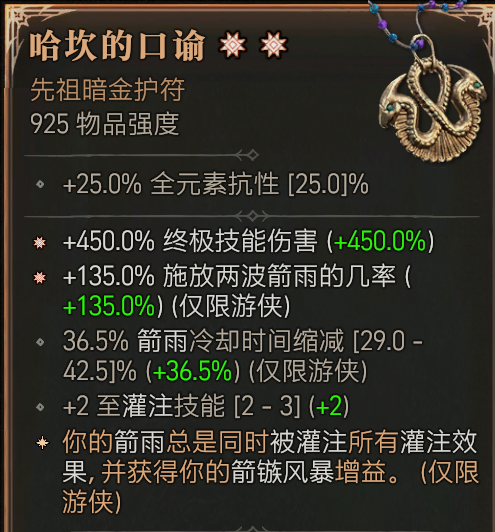 哈坎的口谕
先祖暗金护符
925 物品强度
+25.0% 全元素抗性 [25.0]%
+450.0% 终极技能伤害 (+450.0%)
+135.0% 施放两波箭雨的几率 (
+135.0%) (仅限游侠)
36.5% 箭雨冷却时间缩减 [29.0 -
42.5]% (+36.5%) (仅限游侠)
+2 至灌注技能 [2 - 3] (+2)
你的箭雨总是同时被灌注所有灌注效
果, 并获得你的箭镞风暴增益。 (仅限
游侠)